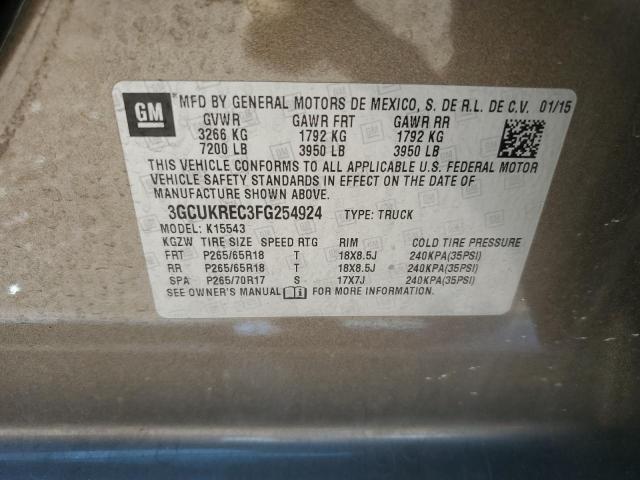 GM
MFD BY GENERAL MOTORS DE MEXICO, S. DE R.L. DE C.V. 01/15
GVWR GAWR FRT GAWR RR
3266 KG 1792 KG 1792 KG
7200 LB 3950 LB 3950 LB
THIS VEHICLE CONFORMS TO ALL APPLICABLE U.S. FEDERAL MOTOR
VEHICLE SAFETY STANDARDS IN EFFECT ON THE DATE OF
MANUFACTURE SHOWN ABOVE.
3GCUKREC3FG254924 TYPE: TRUCK
MODEL: K15543
KGZW TIRE SIZE SPEED RTG RIM COLD TIRE PRESSURE
FRT P265/65R18 T 18X8.5J 240KPA(35PSI)
RR P265/65R18 T 18X8.5J 240KPA(35PSI)
SPA P265/70R17 S 17X7J 240KPA(35PSI)
SEE OWNER'S MANUAL FOR MORE INFORMATION.